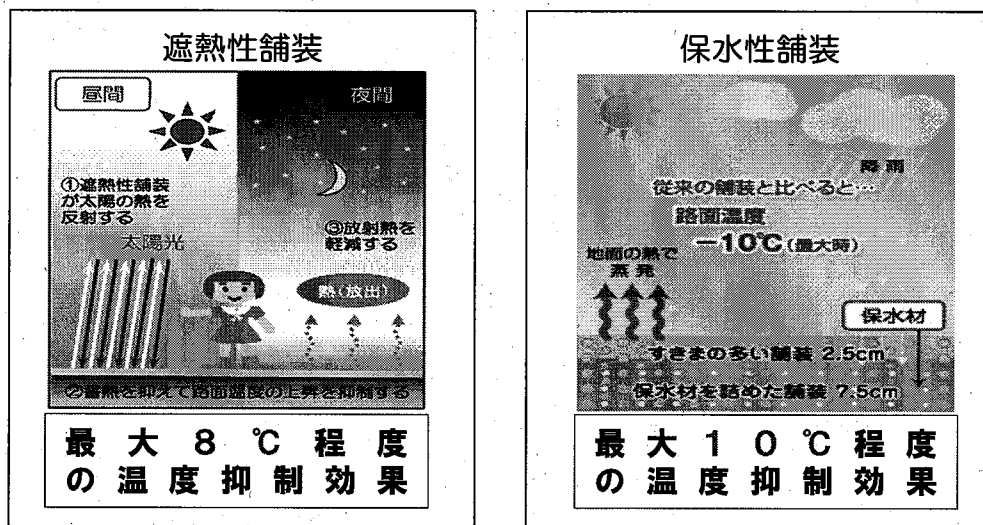 遮熱性舗装
昼間
夜間
①遮熱性舗装
が太陽の熱を
反射する
太陽光
③放射熱を
軽減する
熱(放出)
②蓄熱を抑えて路面温度の上昇を抑制する
最大8℃程度
の温度抑制効果
保水性舗装
降雨
従来の舗装と比べると…
路面温度
−10℃(最大時)
地面の熱で
蒸発
保水材
すきまの多い舗装 2.5cm
保水材を詰めた舗装 7.5cm
最大10℃程度
の温度抑制効果